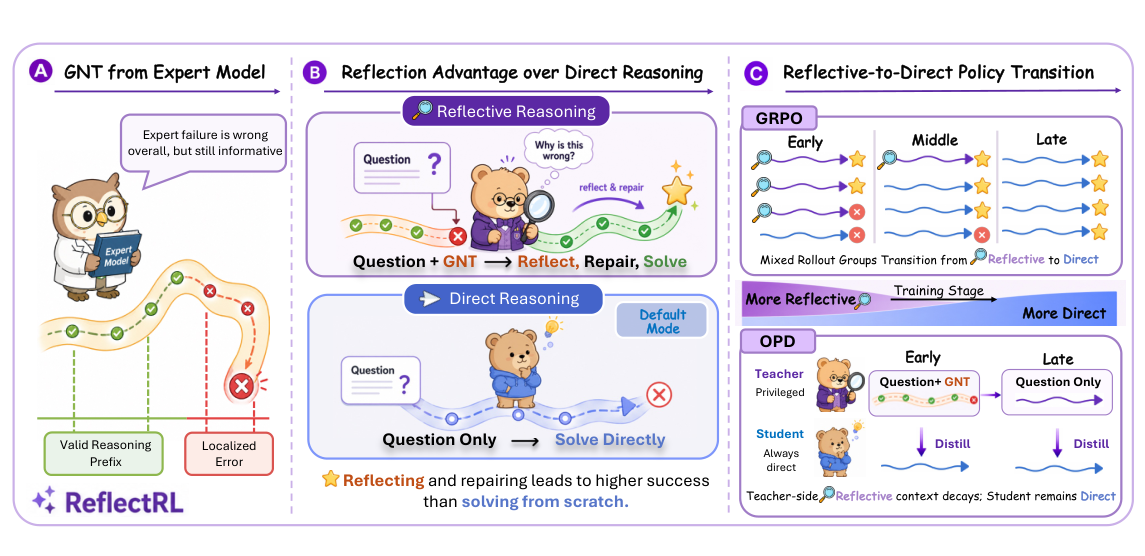 A GNT from Expert Model
Expert failure is wrong
overall, but still informative
Expert
Model
Valid Reasoning
Prefix
Localized
Error
ReflectRL
B Reflection Advantage over Direct Reasoning
Reflective Reasoning
Question
?
Why is this
wrong?
reflect & repair
Question + GNT → Reflect, Repair, Solve
Direct Reasoning
Default
Mode
Question
?
Question Only → Solve Directly
Reflecting and repairing leads to higher success
than solving from scratch.
C Reflective-to-Direct Policy Transition
GRPO
Early Middle Late
Mixed Rollout Groups Transition from Reflective to Direct
More Reflective
Training Stage
More Direct
OPD
Early Late
Teacher
Privileged
Question+ GNT
Question Only
Student
Always
direct
Distill
Distill
Teacher-side Reflective context decays; Student remains Direct